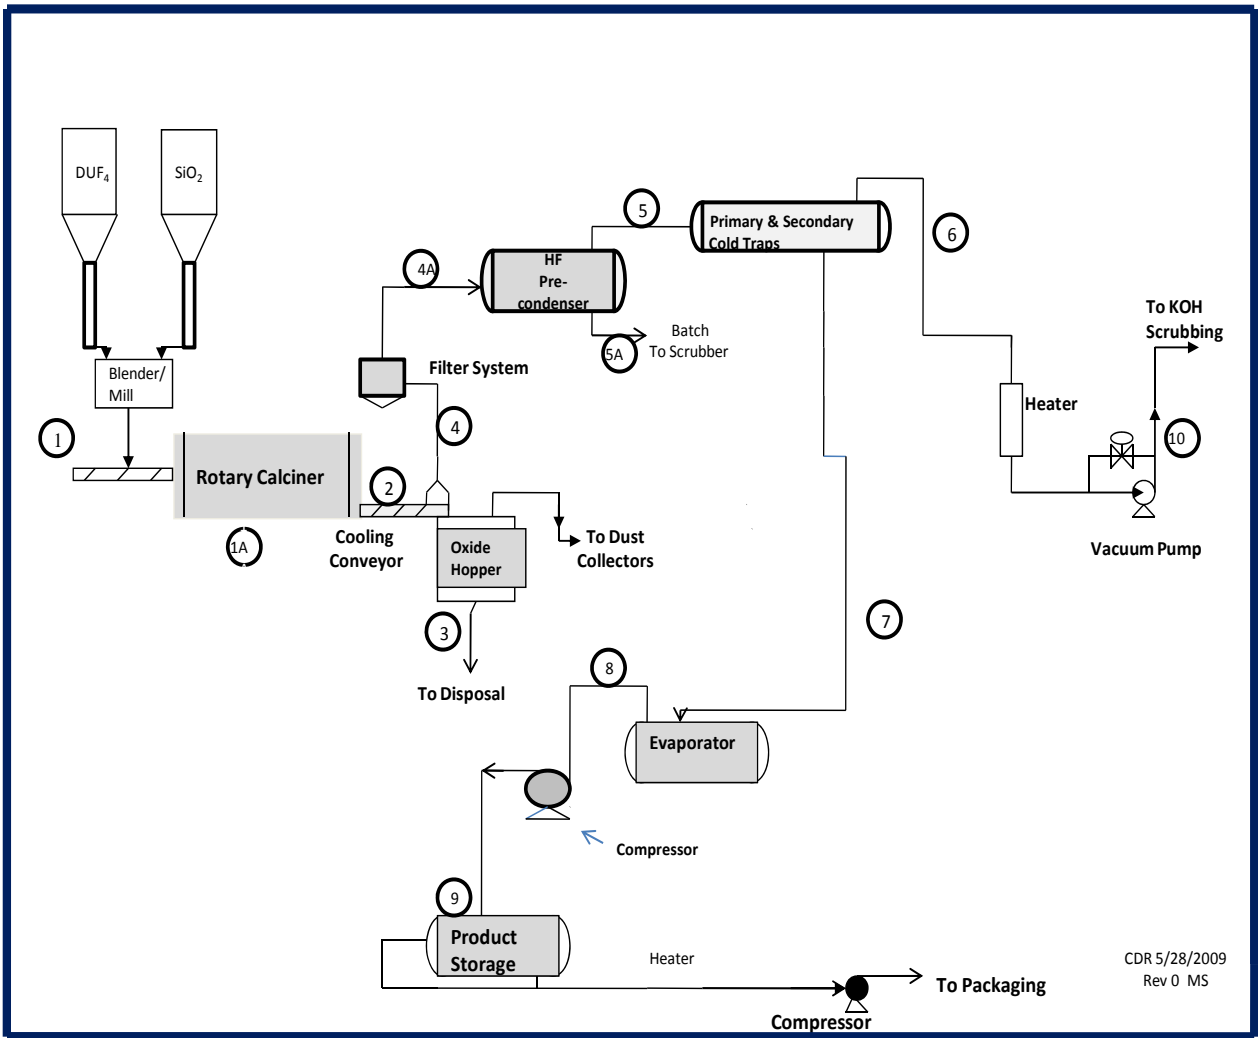 DUF₄
SiO₂
Blender/
Mill
1
Rotary Calciner
1A
2
Cooling
Conveyor
Oxide
Hopper
3
To Disposal
To Dust
Collectors
4
Filter System
4A
HF
Pre-
condenser
5A
Batch
To Scrubber
5
Primary & Secondary
Cold Traps
6
Heater
To KOH
Scrubbing
10
Vacuum Pump
7
Evaporator
8
Compressor
9
Product
Storage
Heater
Compressor
To Packaging
CDR 5/28/2009
Rev 0 MS